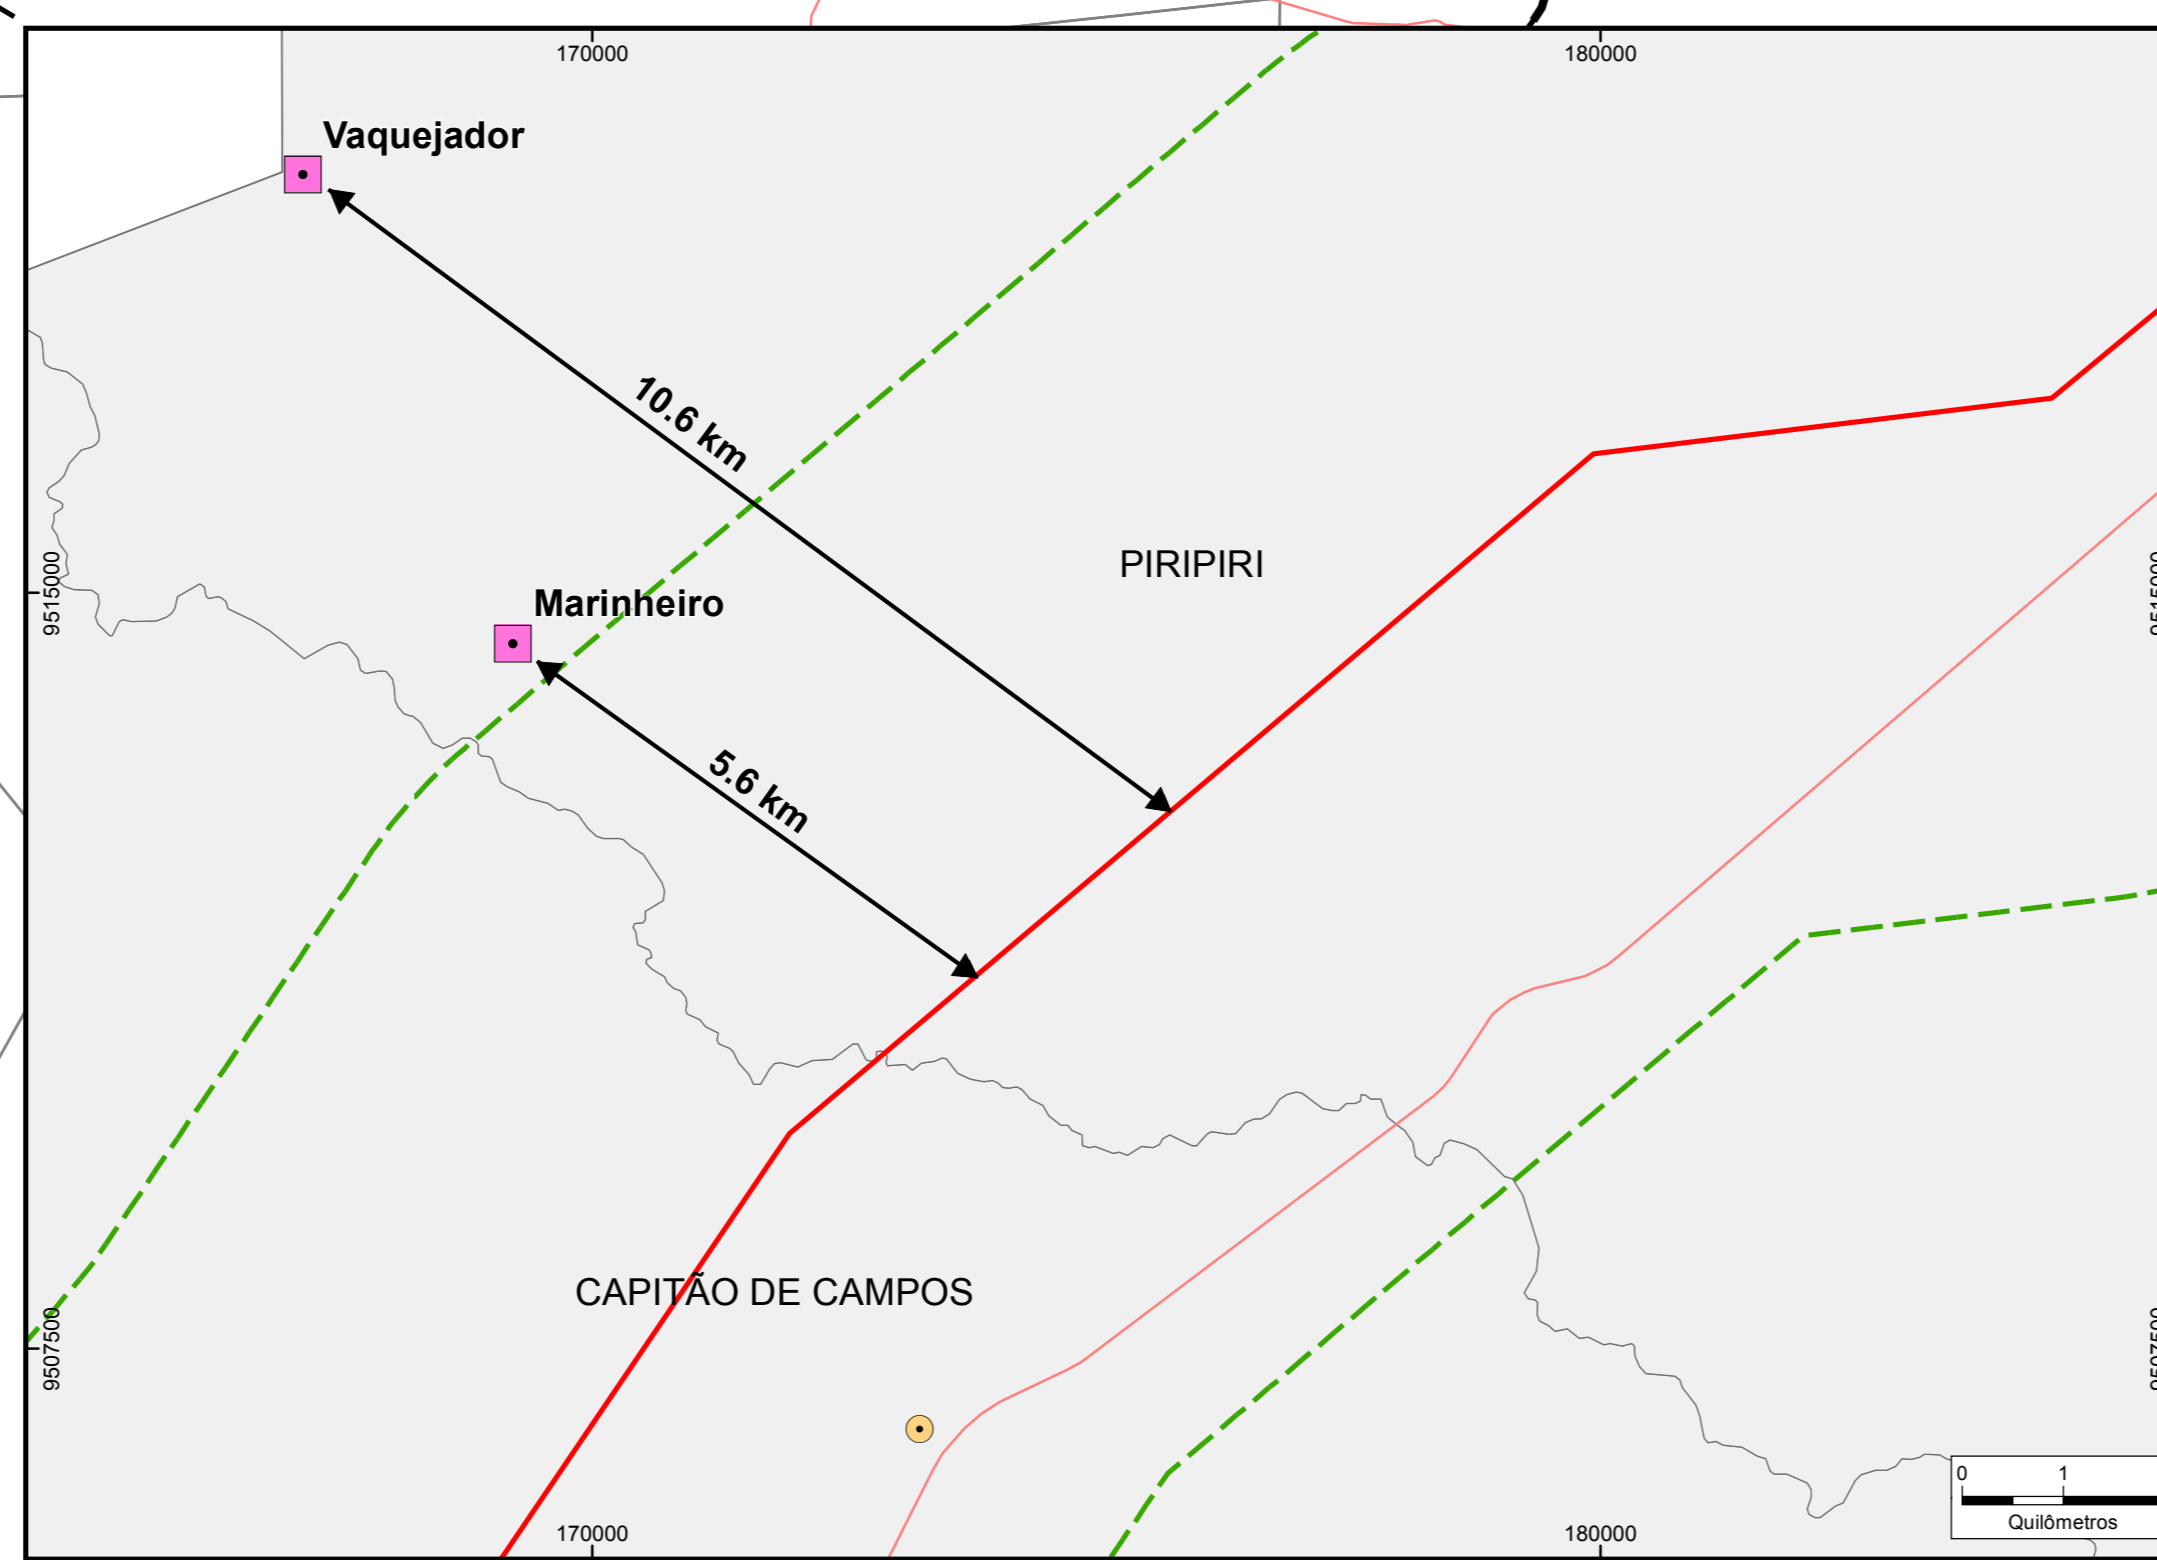 170000
180000
Vaquejador
10.6 km
PIRIPIRI
9515000
Marinheiro
5.6 km
CAPITÃO DE CAMPOS
9507500
0 1
Quilômetros
170000
180000